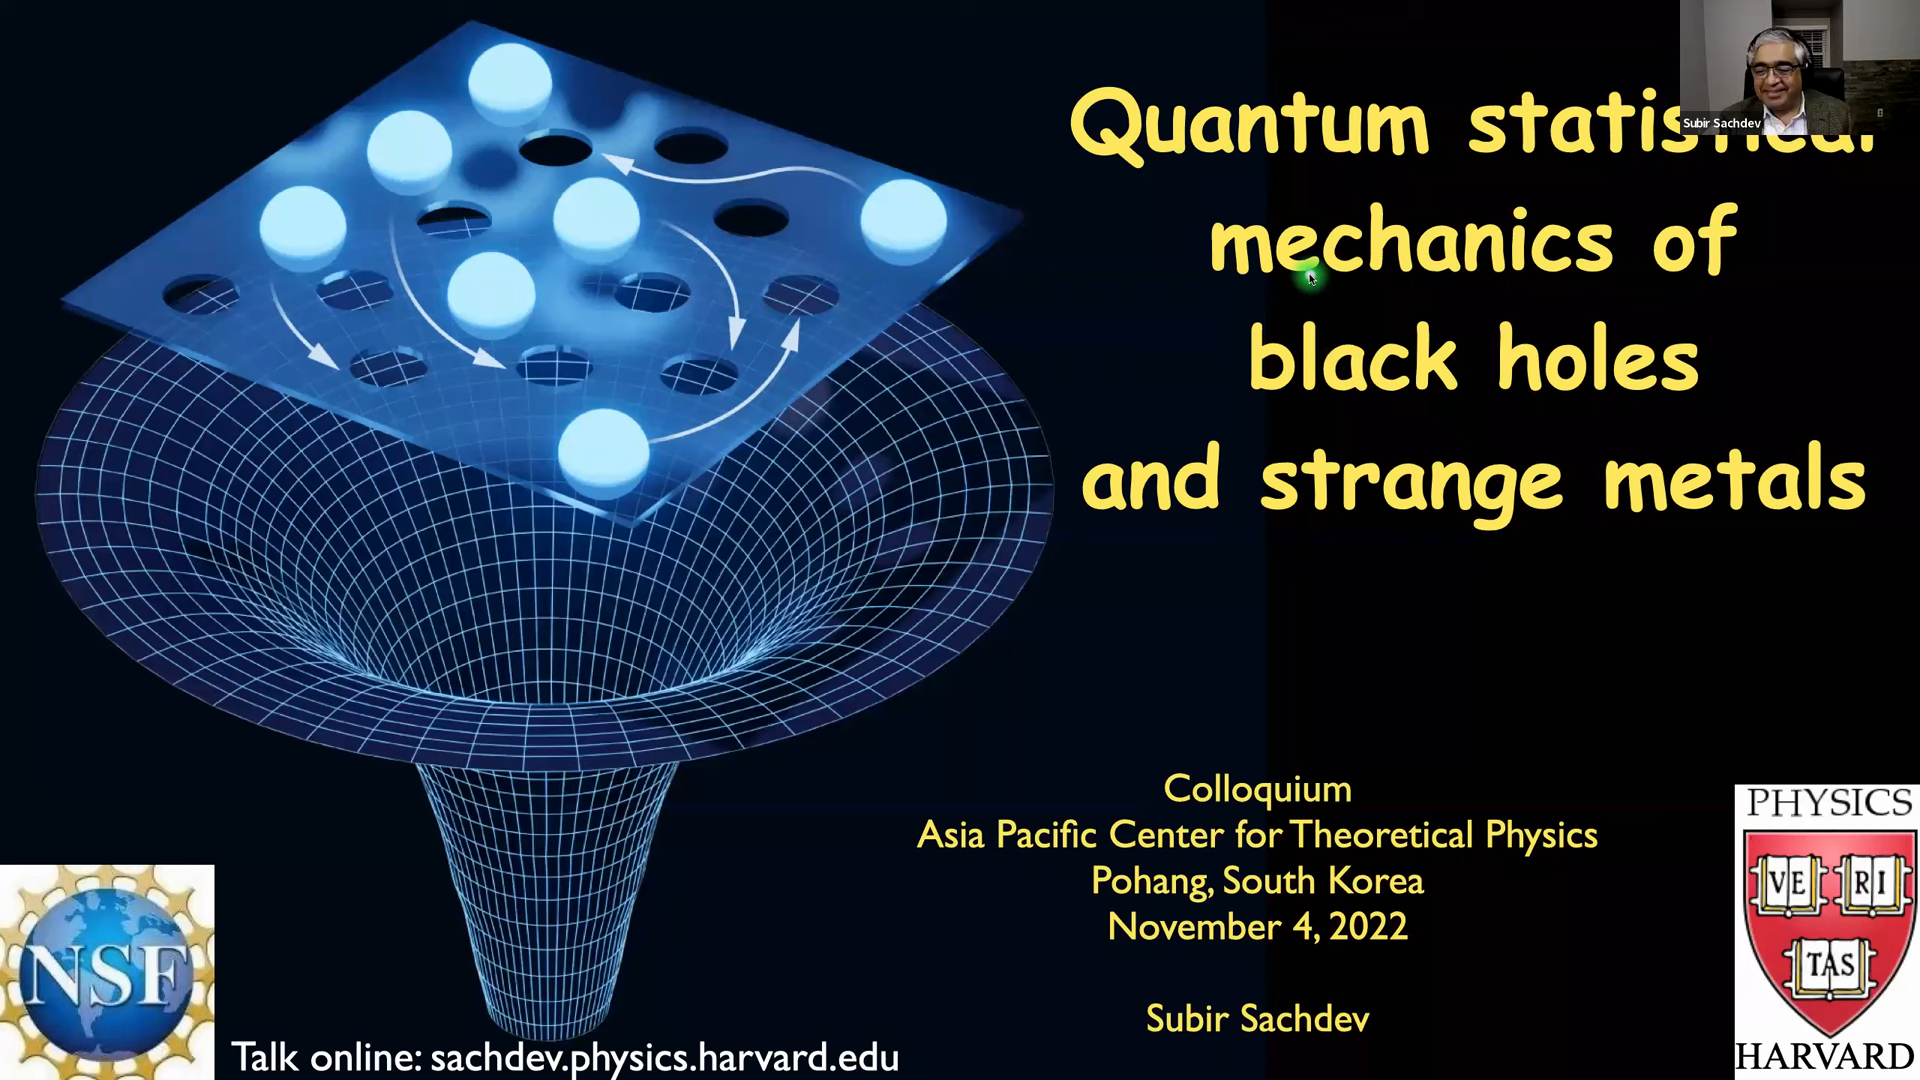 Quantum statistical
mechanics of
black holes
and strange metals
Subir Sachdev
Colloquium
Asia Pacific Center for Theoretical Physics
Pohang, South Korea
November 4, 2022
Subir Sachdev
Talk online: sachdev.physics.harvard.edu
NSF
PHYSICS
VE RI
TAS
HARVARD